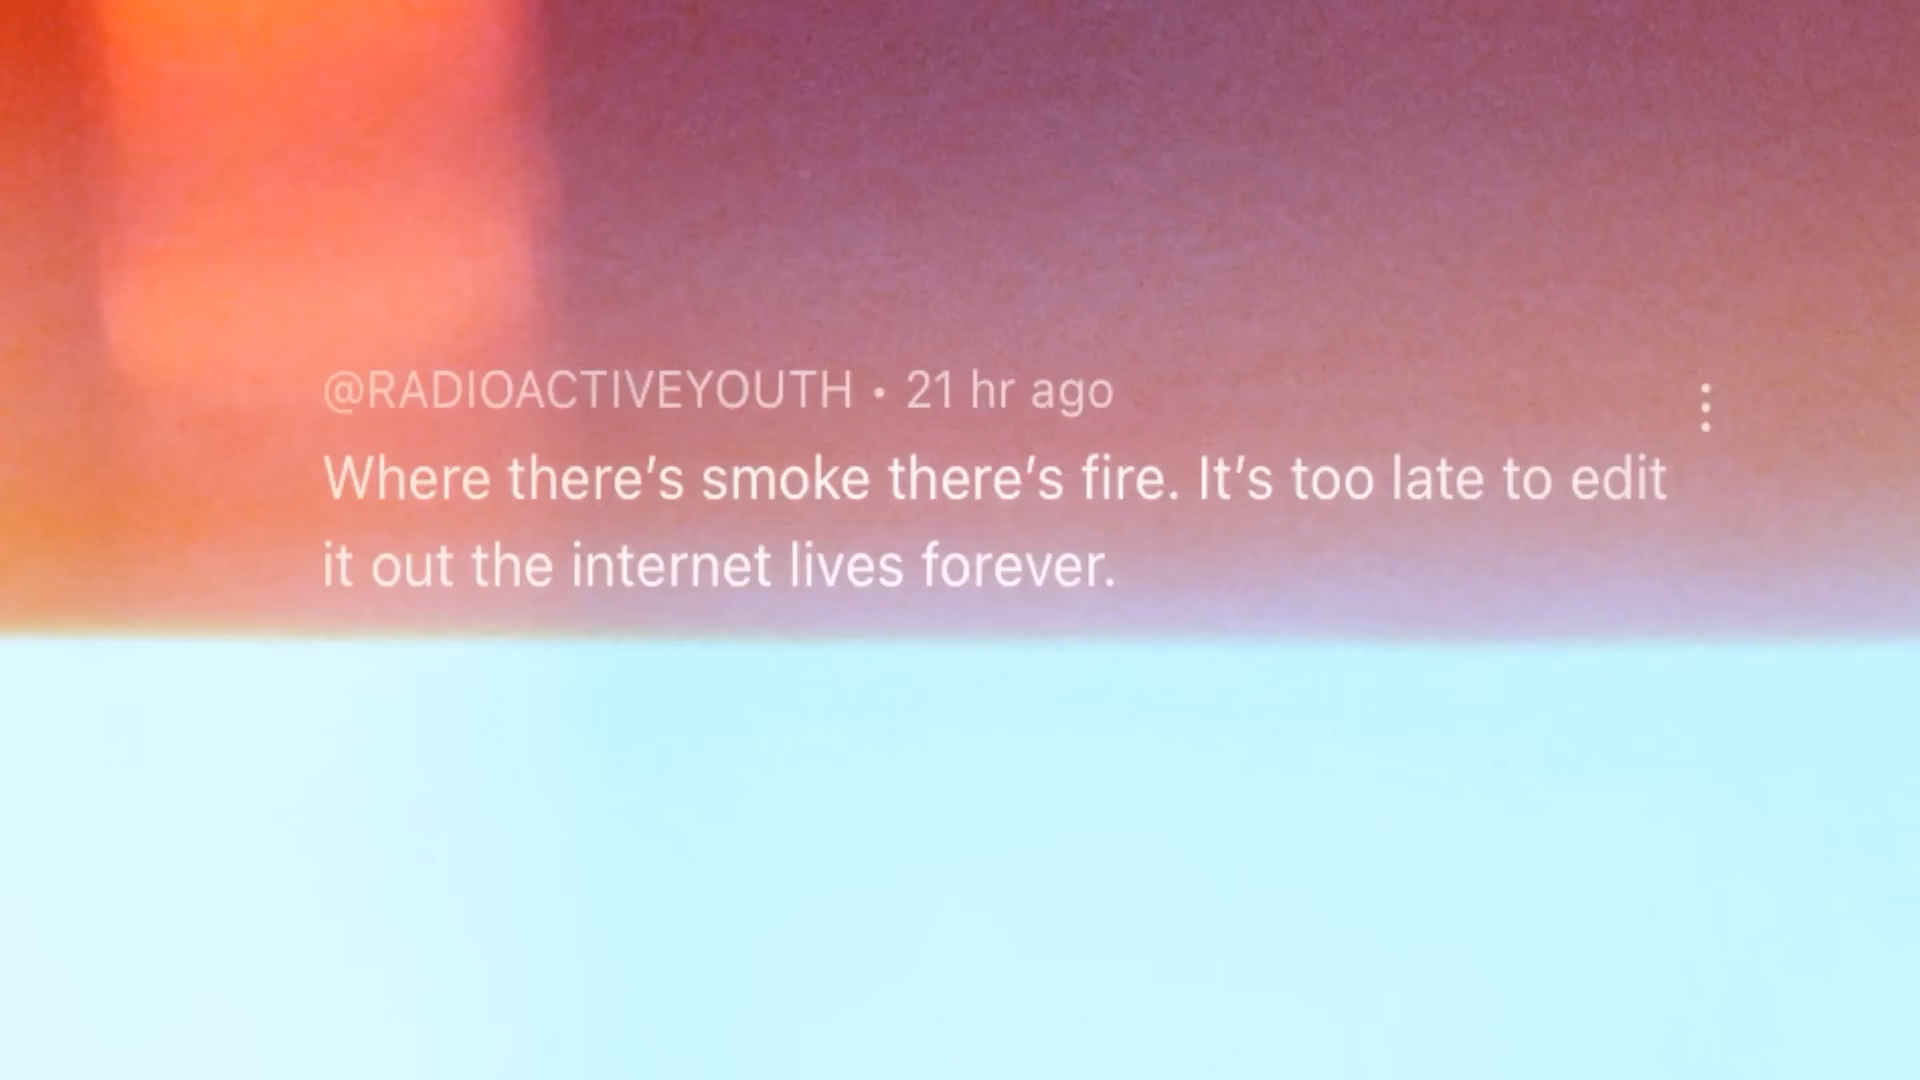 @RADIOACTIVEYOUTH • 21 hr ago
Where there’s smoke there’s fire. It’s too late to edit
it out the internet lives forever.